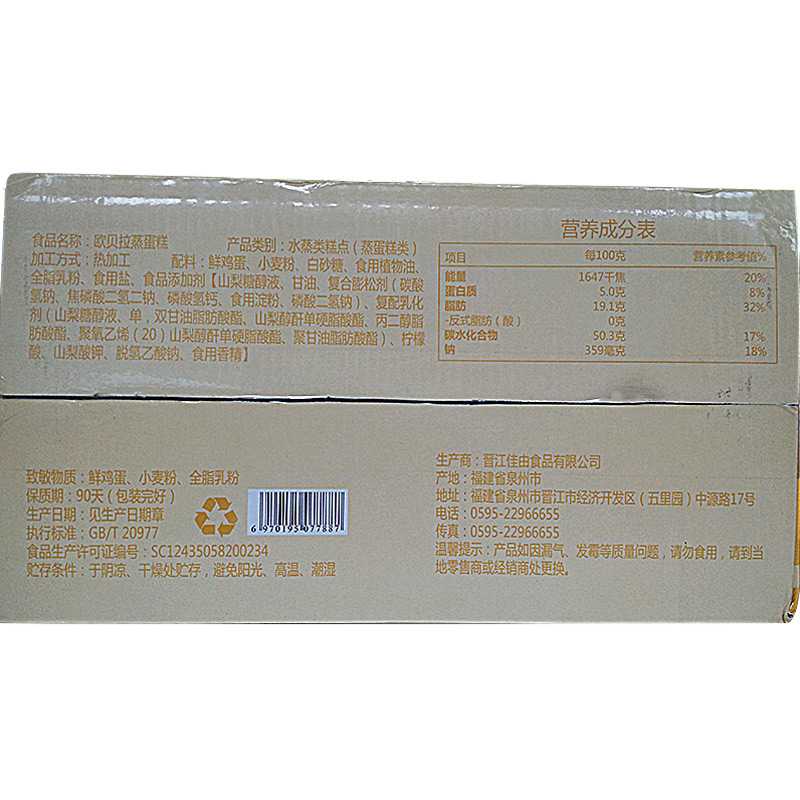 食品名称：欧贝拉蒸蛋糕 产品类别：水蒸类糕点（蒸蛋糕类）
加工方式：热加工 配料：鲜鸡蛋、小麦粉、白砂糖、食用植物油、
全脂乳粉、食用盐、食品添加剂【山梨糖醇液、甘油、复合膨松剂（碳酸
氢钠、焦磷酸二氢二钠、磷酸氢钙、食用淀粉、磷酸二氢钠）、复配乳化
剂（山梨糖醇液、单，双甘油脂肪酸酯、山梨醇酐单硬脂酸酯、丙二醇脂
肪酸酯、聚氧乙烯（20）山梨醇酐单硬脂酸酯、聚甘油脂肪酸酯）、柠檬
酸、山梨酸钾、脱氢乙酸钠、食用香精】
营养成分表
项目 每100克 营养素参考值%
能量 1647千焦 20%
蛋白质 5.0克 8%
脂肪 19.1克 32%
-反式脂肪（酸） 0克
碳水化合物 50.3克 17%
钠 359毫克 18%
致敏物质：鲜鸡蛋、小麦粉、全脂乳粉
保质期：90天（包装完好）
生产日期：见生产日期章
执行标准：GB/T 20977
食品生产许可证编号：SC12435058200234
贮存条件：于阴凉、干燥处贮存，避免阳光、高温、潮湿
6 970195 077887
生产商：晋江佳由食品有限公司
产地：福建省泉州市
地址：福建省泉州市晋江市经济开发区（五里园）中源路17号
电话：0595-22966655
传真：0595-22966655
温馨提示：产品如因漏气、发霉等质量问题，请勿食用，请到当
地零售商或经销商处更换。